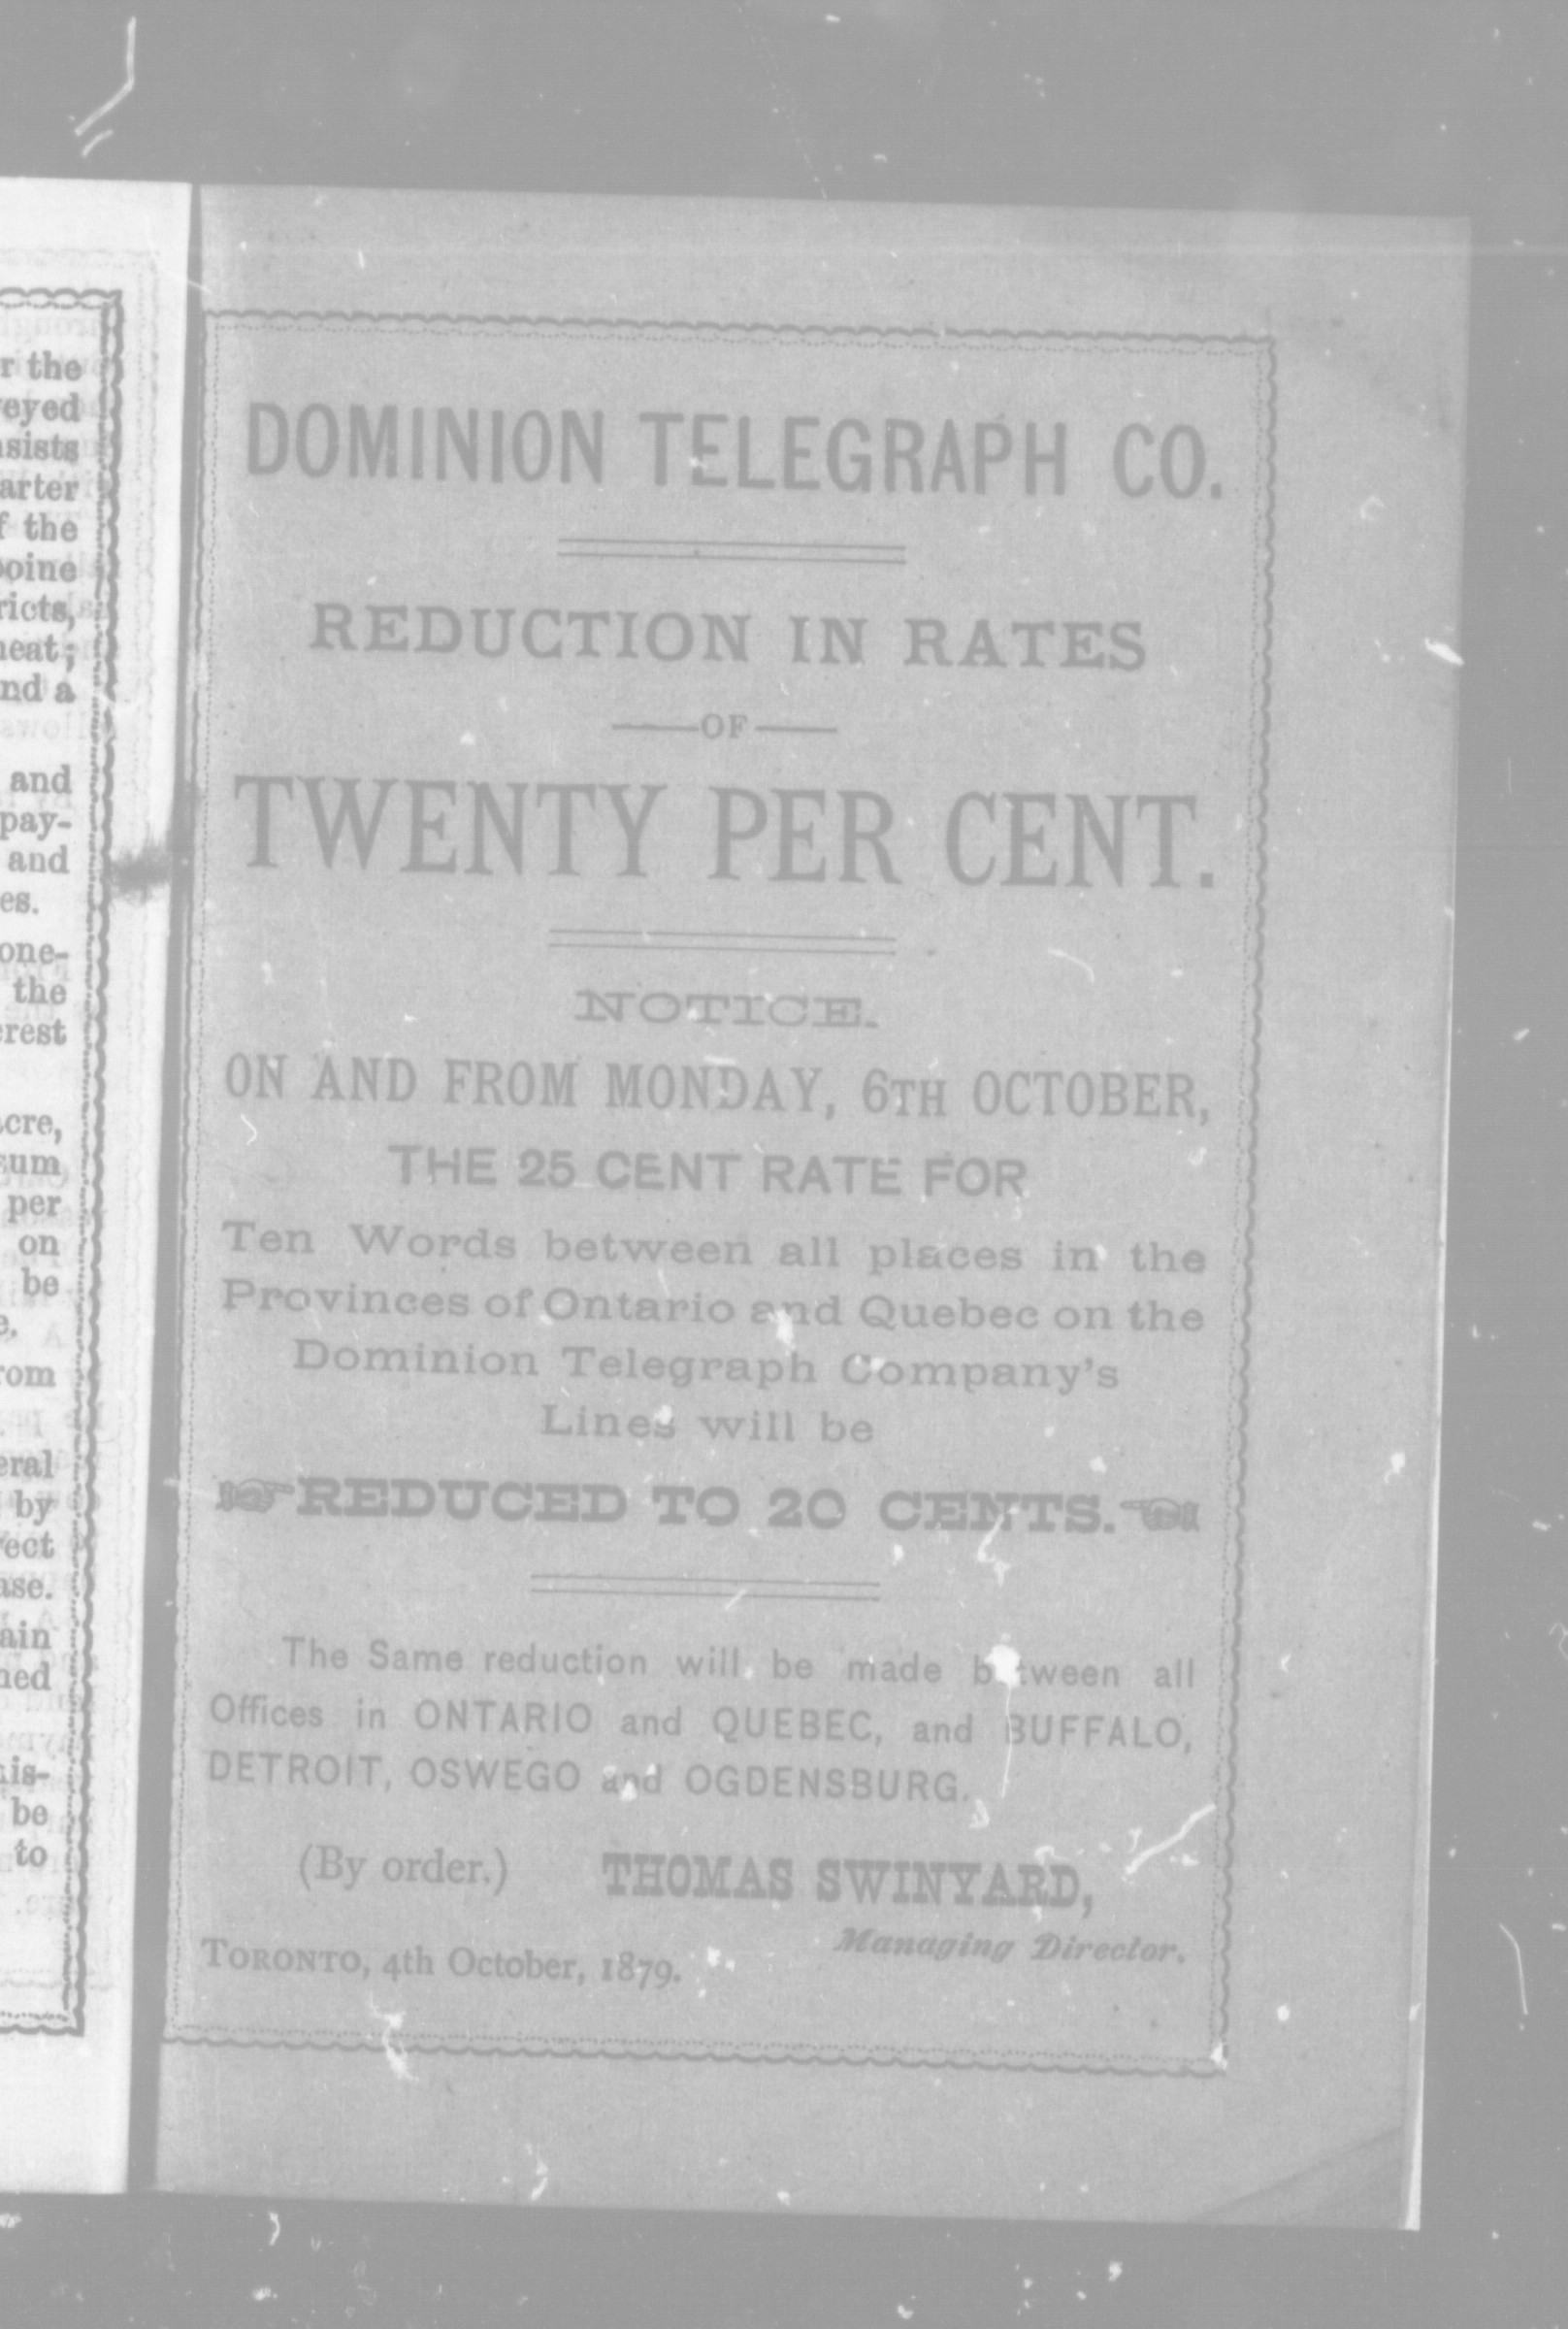 r the
veyed
sists
arter
f the
boine
ricts,
heat;
nd a
and
pay-
and
es.
one-
the
erest
cre,
sum
per
on
be
e,
rom
eral
by
rect
ase.
ain
ned
his-
be
to
DOMINION TELEGRAPH CO.
REDUCTION IN RATES
—OF—
TWENTY PER CENT.
NOTICE.
ON AND FROM MONDAY, 6TH OCTOBER,
THE 25 CENT RATE FOR
Ten Words between all places in the
Provinces of Ontario and Quebec on the
Dominion Telegraph Company's
Lines will be
☞REDUCED TO 20 CENTS.☜
The Same reduction will be made between all
Offices in ONTARIO and QUEBEC, and BUFFALO,
DETROIT, OSWEGO and OGDENSBURG.
(By order.) THOMAS SWINYARD,
Managing Director.
TORONTO, 4th October, 1879.